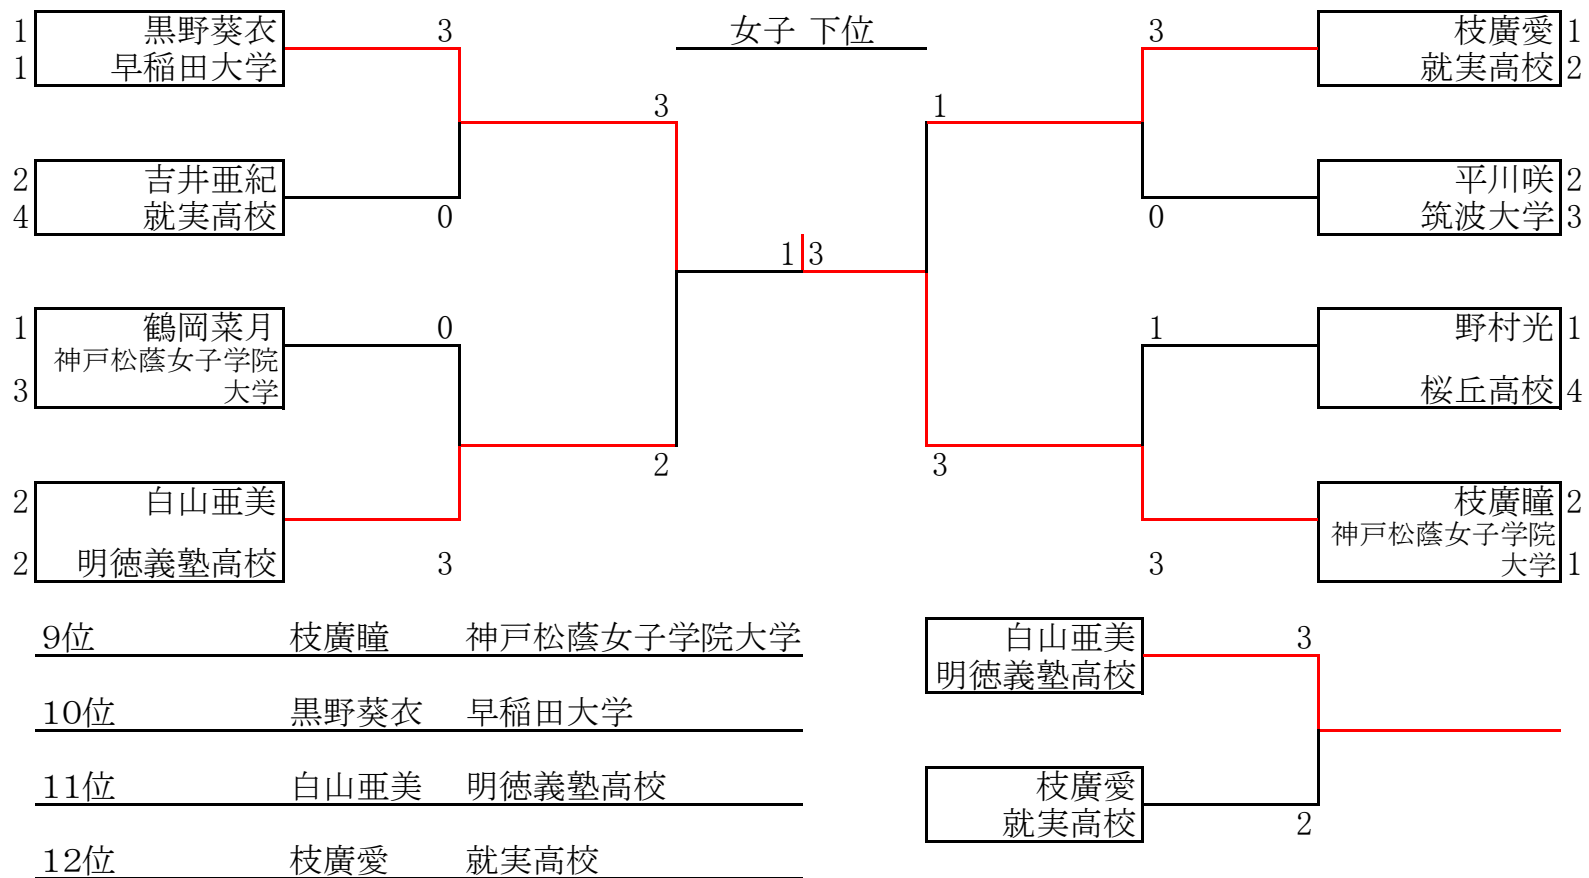 女子 下位
1 黒野葵衣
1 早稲田大学
3
2 吉井亜紀
4 就実高校
0
1 鶴岡菜月
神戸松蔭女子学院
3 大学
0
2 白山亜美
2 明徳義塾高校
3
3
2
1 3
1
3
3
枝廣愛 1
就実高校 2
0
平川咲 2
筑波大学 3
1
野村光 1
桜丘高校 4
3
枝廣瞳 2
神戸松蔭女子学院
大学 1
9位 枝廣瞳 神戸松蔭女子学院大学
10位 黒野葵衣 早稲田大学
11位 白山亜美 明徳義塾高校
12位 枝廣愛 就実高校
白山亜美
明徳義塾高校
3
枝廣愛
就実高校
2